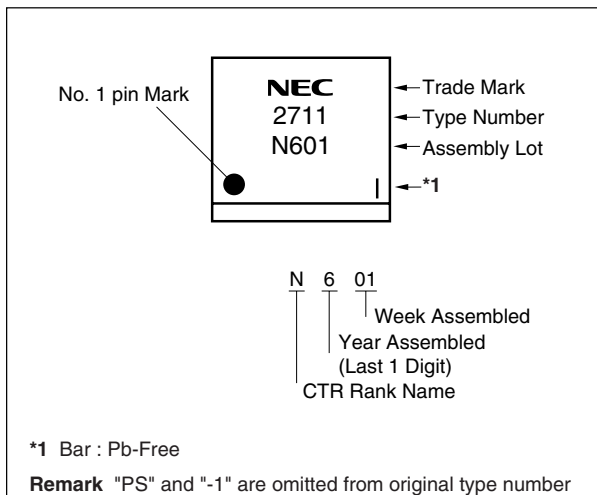 No. 1 pin Mark
NEC
2711
N601
Trade Mark
Type Number
Assembly Lot
*1
N 6 01
Week Assembled
Year Assembled
(Last 1 Digit)
CTR Rank Name
*1 Bar : Pb-Free
Remark "PS" and "-1" are omitted from original type number